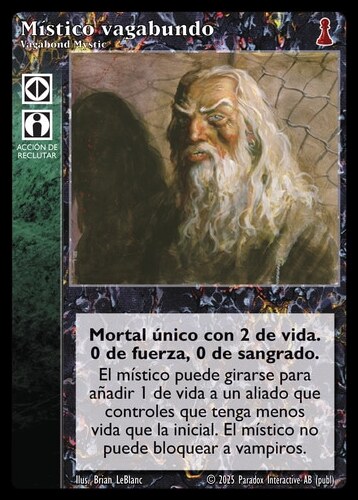 Místico vagabundo
Vagabond Mystic
ACCIÓN DE
RECLUTAR
Mortal único con 2 de vida.
0 de fuerza, 0 de sangrado.
El místico puede girarse para
añadir 1 de vida a un aliado que
controles que tenga menos
vida que la inicial. El místico no
puede bloquear a vampiros.
Ilus. Brian LeBlanc
© 2025 Paradox Interactive AB (publ)